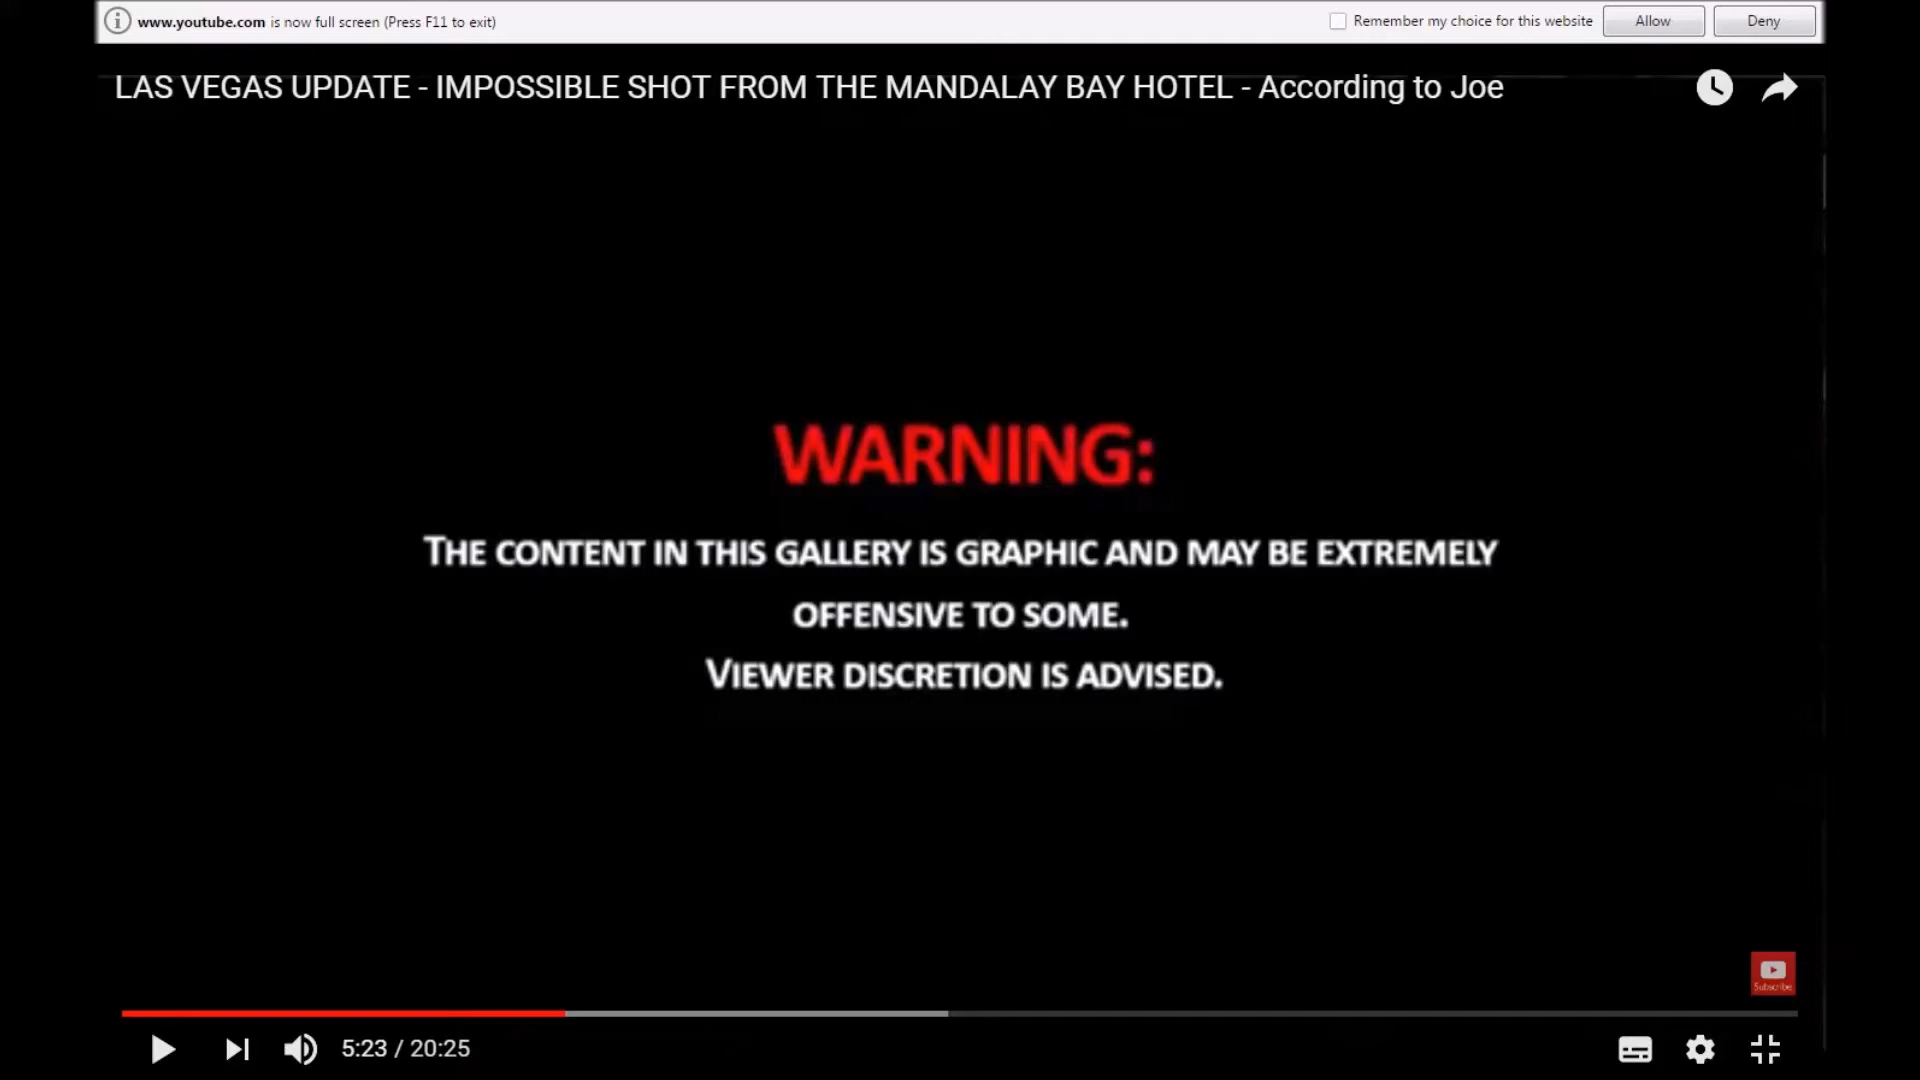 www.youtube.com is now full screen (Press F11 to exit)
Remember my choice for this website
Allow
Deny
LAS VEGAS UPDATE - IMPOSSIBLE SHOT FROM THE MANDALAY BAY HOTEL - According to Joe
WARNING:
THE CONTENT IN THIS GALLERY IS GRAPHIC AND MAY BE EXTREMELY
OFFENSIVE TO SOME.
VIEWER DISCRETION IS ADVISED.
Subscribe
5:23 / 20:25